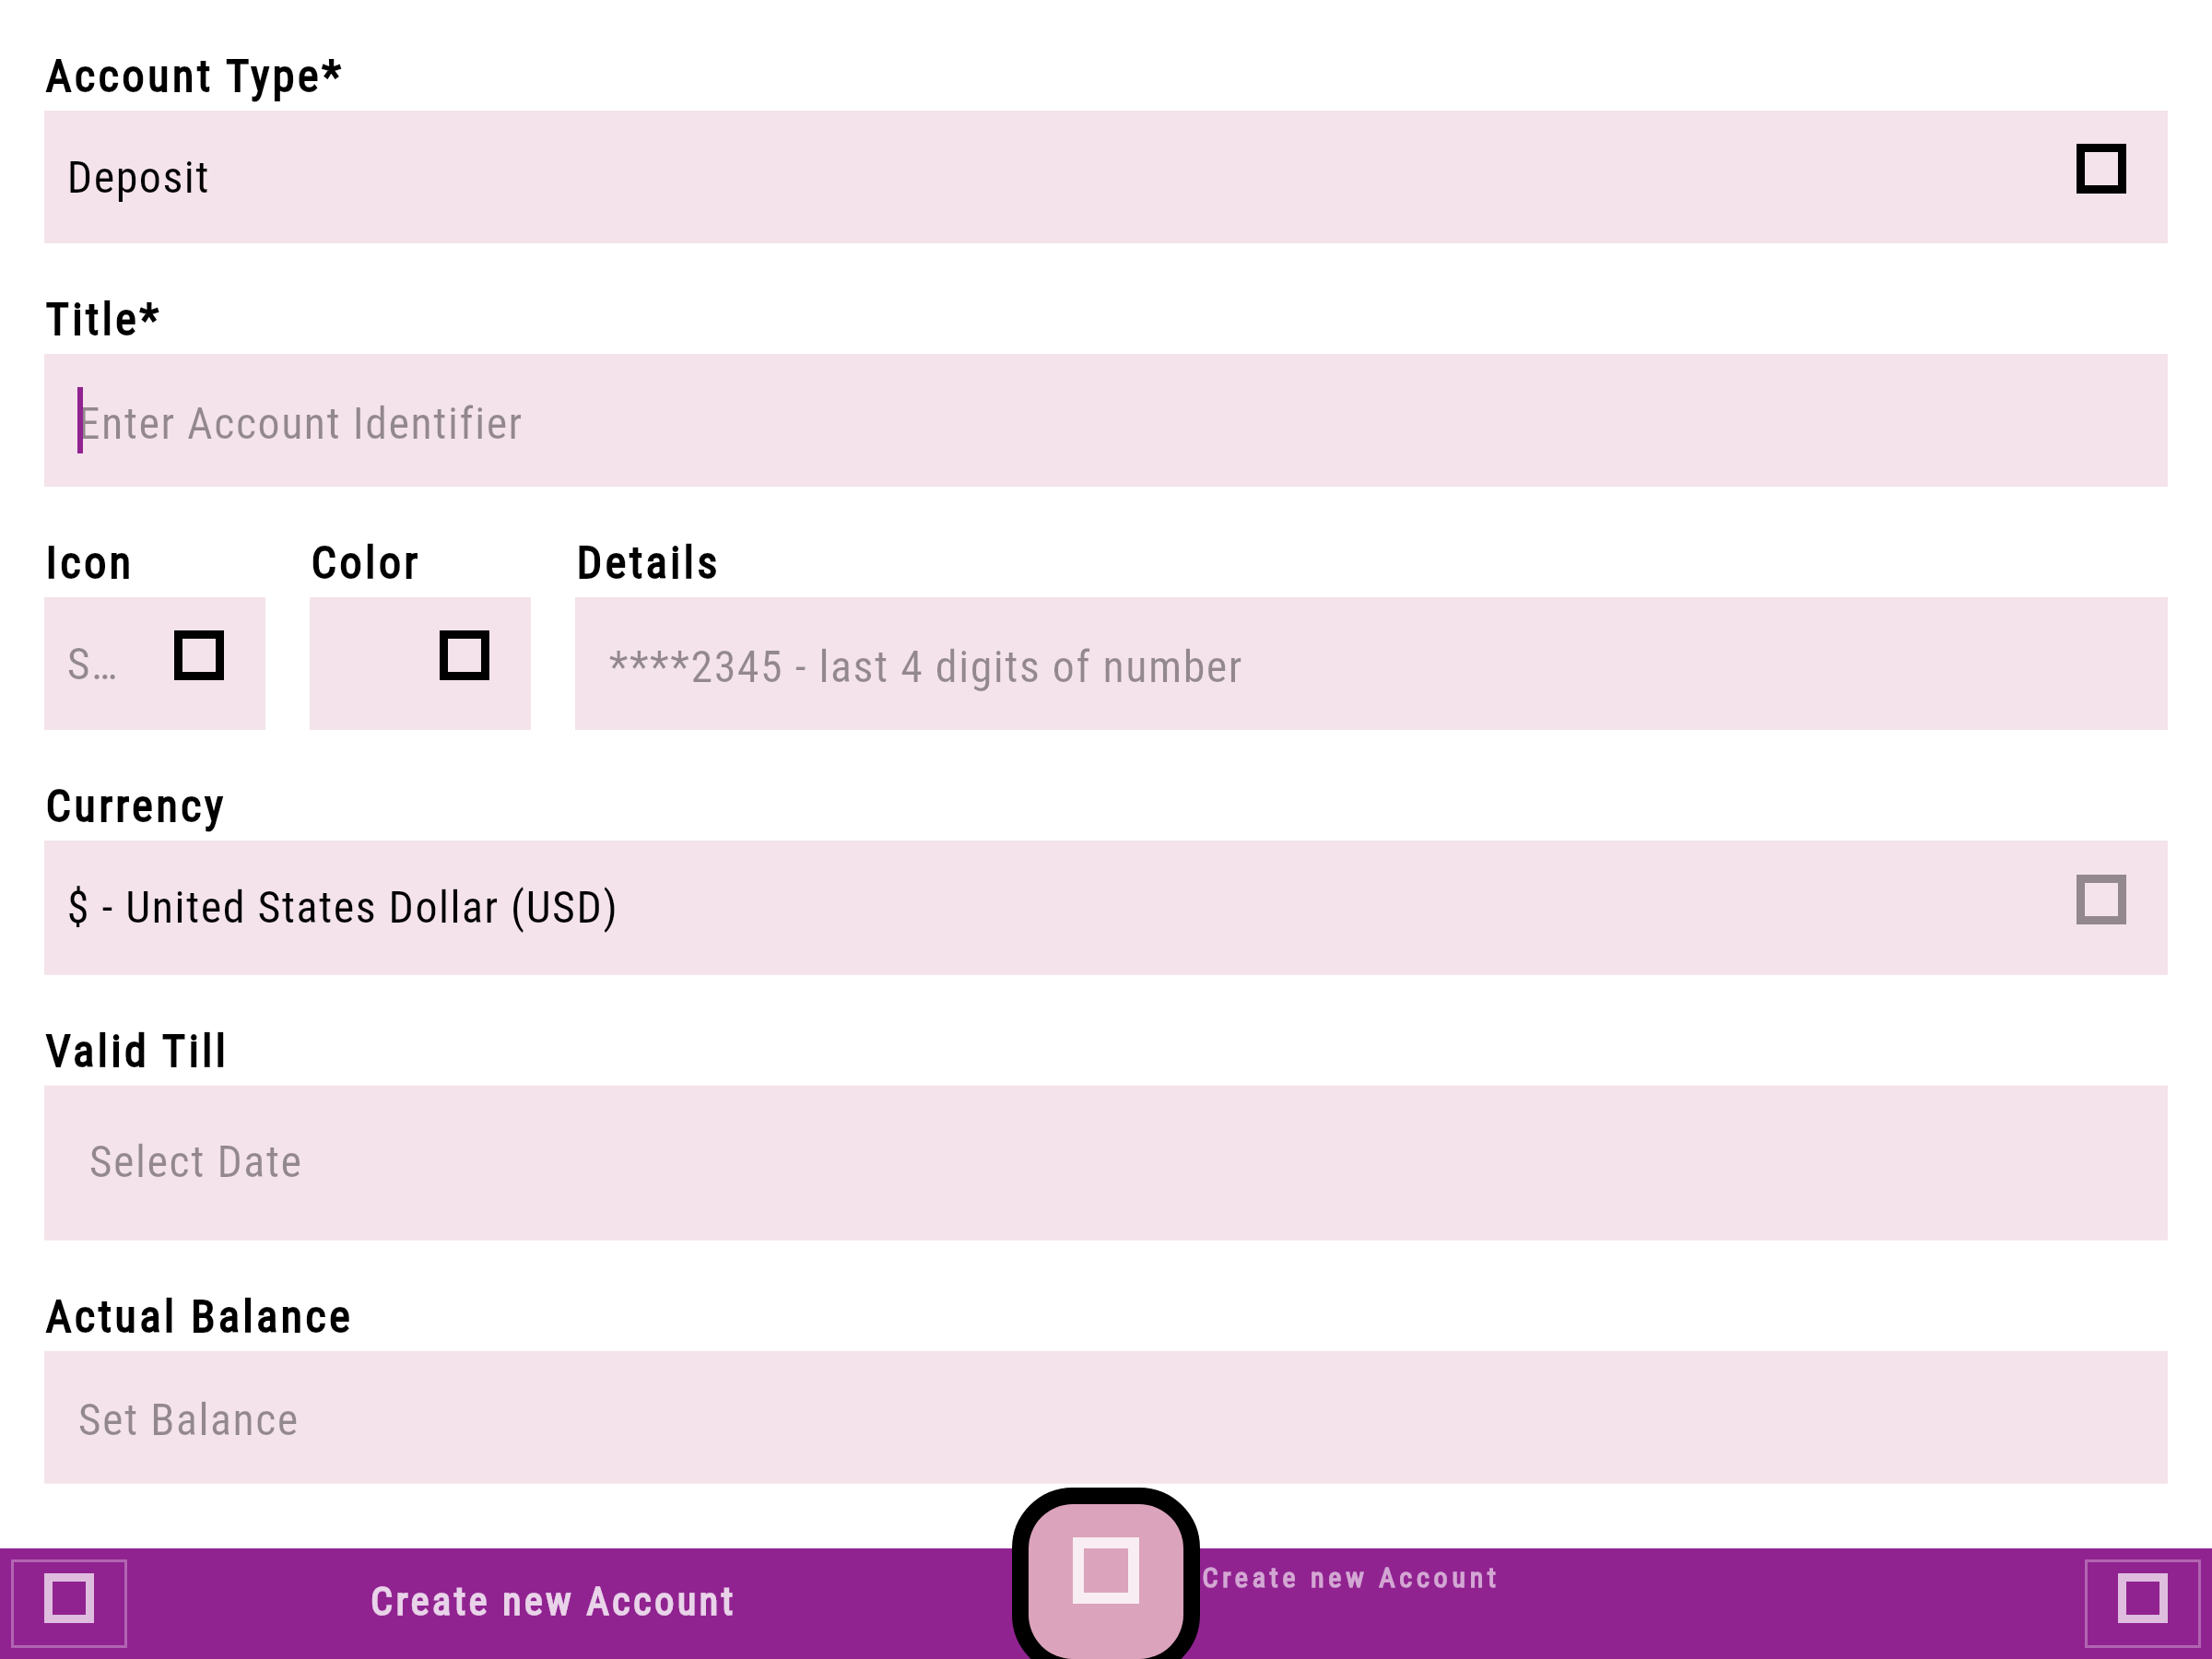 Account Type*
Deposit
Title*
Enter Account Identifier
Icon
Color
Details
S…
****2345 - last 4 digits of number
Currency
$ - United States Dollar (USD)
Valid Till
Select Date
Actual Balance
Set Balance
Create new Account
Create new Account